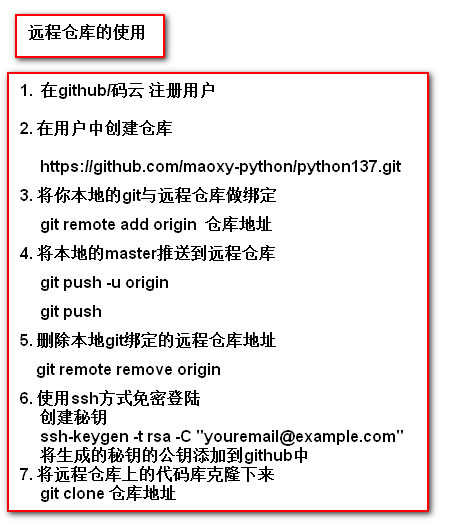 远程仓库的使用
1. 在github/码云 注册用户
2. 在用户中创建仓库
https://github.com/maoxy-python/python137.git
3. 将你本地的git与远程仓库做绑定
git remote add origin 仓库地址
4. 将本地的master推送到远程仓库
git push -u origin
git push
5. 删除本地git绑定的远程仓库地址
git remote remove origin
6. 使用ssh方式免密登陆
创建秘钥
ssh-keygen -t rsa -C "youremail@example.com"
将生成的秘钥的公钥添加到github中
7. 将远程仓库上的代码库克隆下来
git clone 仓库地址